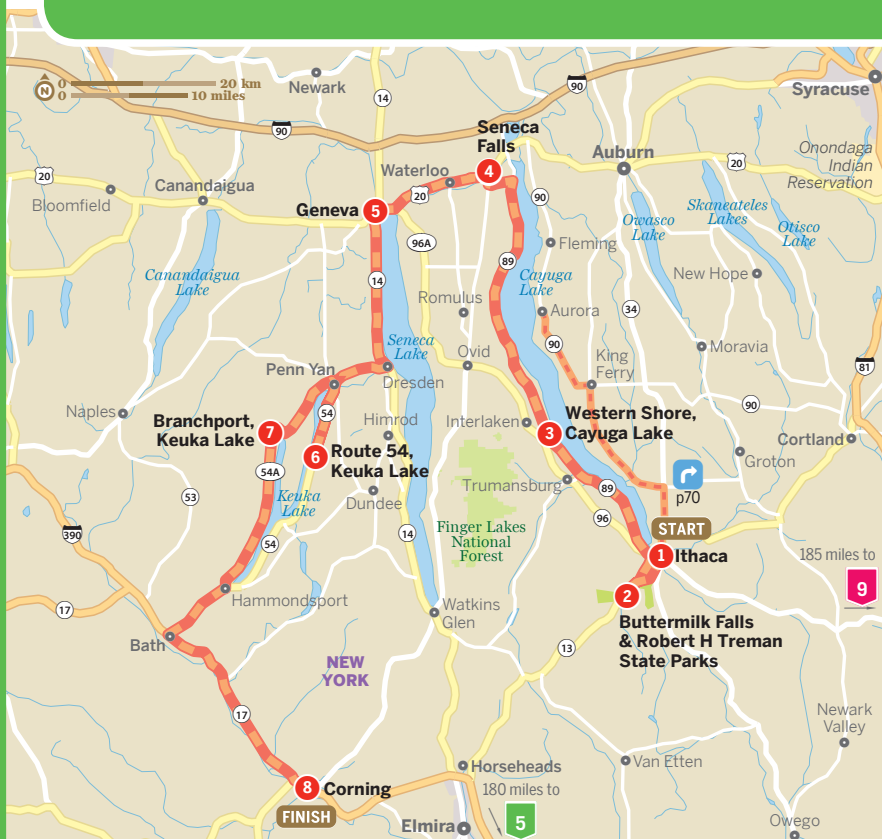 0
20 km
N
0
10 miles
Newark
14
90
Syracuse
90
Seneca
Falls
4
Auburn
20
Onondaga
Indian
Reservation
20
Waterloo
Canandaigua
Bloomfield
20
90
Skaneateles
Lakes
Geneva
5
Owasco
Lake
Otisco
Lake
96A
Fleming
89
Canandaigua
Lake
14
Cayuga
Lake
New Hope
Romulus
Aurora
34
Seneca
Lake
90
Moravia
Ovid
King
Ferry
81
Penn Yan
Dresden
90
Naples
54
Branchport,
Keuka Lake
7
Himrod
Interlaken
3
Western Shore,
Cayuga Lake
Cortland
6
Route 54,
Keuka Lake
Groton
54A
Trumansburg
89
p70
53
Keuka
Lake
Dundee
96
START
390
54
14
Finger Lakes
National
Forest
1
Ithaca
185 miles to
9
17
Hammondsport
Watkins
Glen
2
Buttermilk Falls
& Robert H Treman
State Parks
Bath
13
NEW
YORK
17
Newark
Valley
8
Corning
Horseheads
Van Etten
FINISH
180 miles to
5
Elmira
Owego